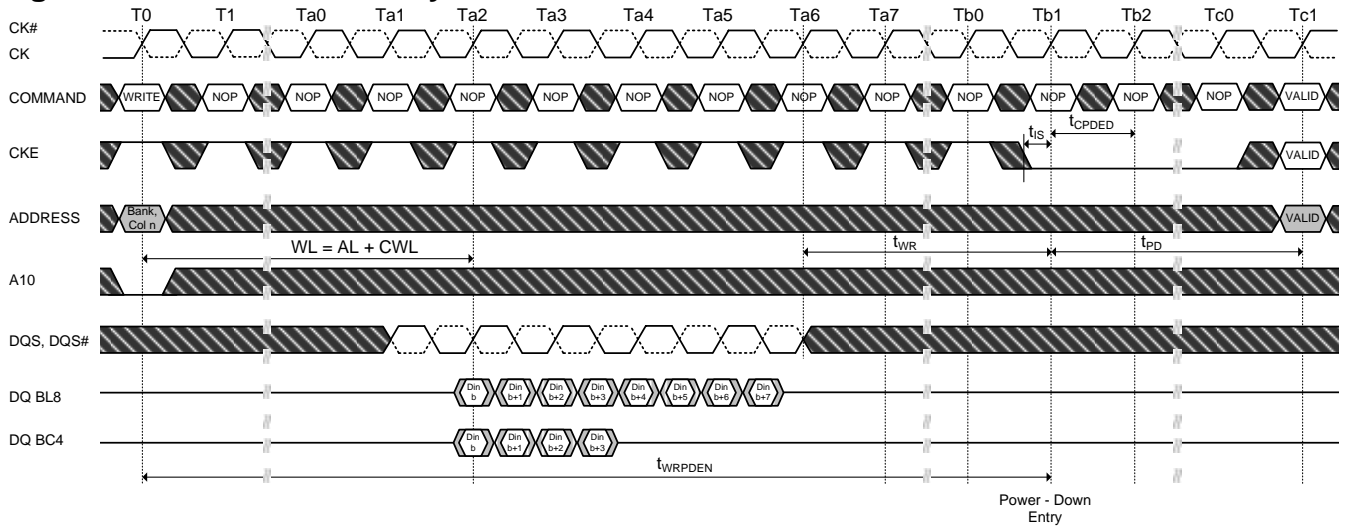 T0 T1 Ta0 Ta1 Ta2 Ta3 Ta4 Ta5 Ta6 Ta7 Tb0 Tb1 Tb2 Tc0 Tc1
CK#
CK
COMMAND WRITE NOP NOP NOP NOP NOP NOP NOP NOP NOP NOP NOP NOP NOP VALID
tIS tCPDED
CKE VALID
ADDRESS Bank, Col n VALID
WL = AL + CWL tWR tPD
A10
DQS, DQS#
DQ BL8 Din b Din b+1 Din b+2 Din b+3 Din b+4 Din b+5 Din b+6 Din b+7
DQ BC4 Din b Din b+1 Din b+2 Din b+3
tWRPDEN
Power - Down
Entry